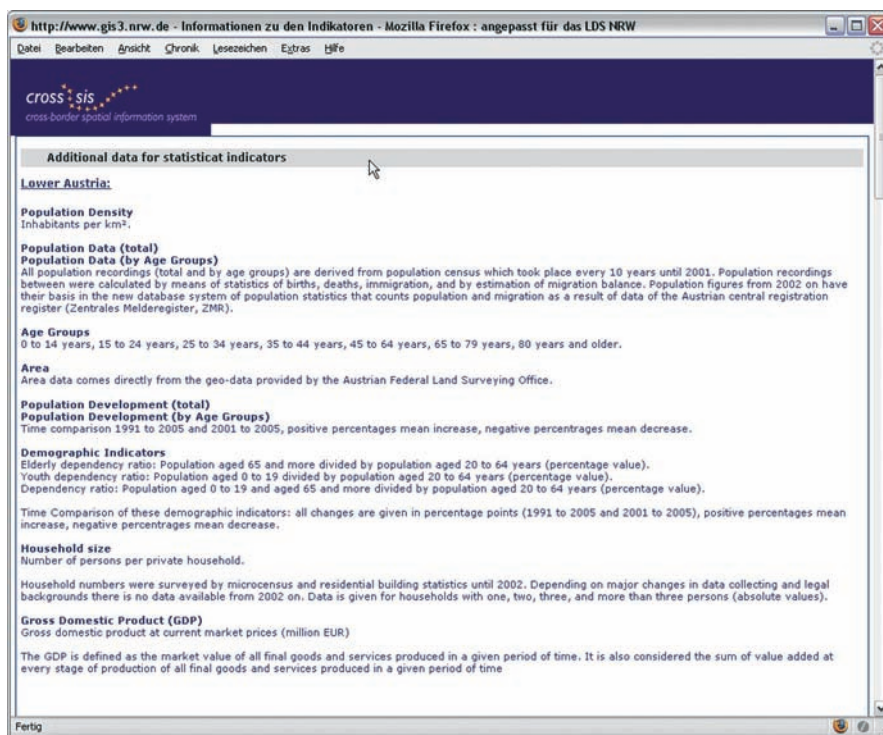 http://www.gis3.nrw.de - Informationen zu den Indikatoren - Mozilla Firefox : angepasst für das LDS NRW
Datei Bearbeiten Ansicht Chronik Lesezeichen Extras Hilfe
cross sis
cross-border spatial information system
Additional data for statisticat indicators
Lower Austria:
Population Density
Inhabitants per km².
Population Data (total)
Population Data (by Age Groups)
All population recordings (total and by age groups) are derived from population census which took place every 10 years until 2001. Population recordings
between were calculated by means of statistics of births, deaths, immigration, and by estimation of migration balance. Population figures from 2002 on have
their basis in the new database system of population statistics that counts population and migration as a result of data of the Austrian central registration
register (Zentrales Melderegister, ZMR).
Age Groups
0 to 14 years, 15 to 24 years, 25 to 34 years, 35 to 44 years, 45 to 64 years, 65 to 79 years, 80 years and older.
Area
Area data comes directly from the geo-data provided by the Austrian Federal Land Surveying Office.
Population Development (total)
Population Development (by Age Groups)
Time comparison 1991 to 2005 and 2001 to 2005, positive percentages mean increase, negative percentrages mean decrease.
Demographic Indicators
Elderly dependency ratio: Population aged 65 and more divided by population aged 20 to 64 years (percentage value).
Youth dependency ratio: Population aged 0 to 19 divided by population aged 20 to 64 years (percentage value).
Dependency ratio: Population aged 0 to 19 and aged 65 and more divided by population aged 20 to 64 years (percentage value).
Time Comparison of these demographic indicators: all changes are given in percentage points (1991 to 2005 and 2001 to 2005), positive percentages mean
increase, negative percentrages mean decrease.
Household size
Number of persons per private household.
Household numbers were surveyed by microcensus and residential building statistics until 2002. Depending on major changes in data collecting and legal
backgrounds there is no data available from 2002 on. Data is given for households with one, two, three, and more than three persons (absolute values).
Gross Domestic Product (GDP)
Gross domestic product at current market prices (million EUR)
The GDP is defined as the market value of all final goods and services produced in a given period of time. It is also considered the sum of value added at
every stage of production of all final goods and services produced in a given period of time
Fertig